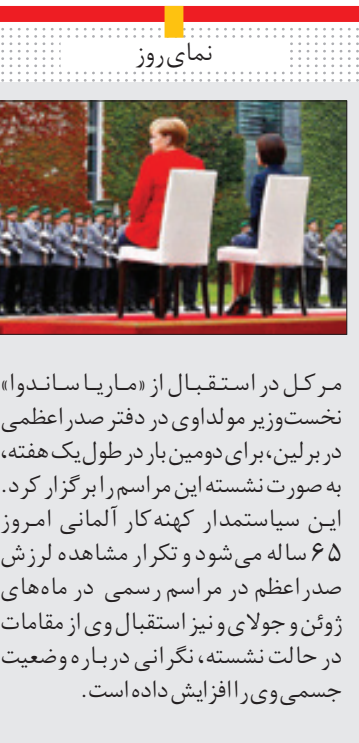 نمای‌روز
مرکل در استقبال از «ماریا ساندوا»
نخست‌وزیر مولداوی در دفتر صدراعظمی
در برلین، برای دومین بار در طول یک هفته،
به صورت نشسته این مراسم را برگزار کرد.
این سیاستمدار کهنه‌کار آلمانی امروز
۶۵ ساله می‌شود و تکرار مشاهده لرزش
صدراعظم در مراسم رسمی در ماه‌های
ژوئن و جولای و نیز استقبال وی از مقامات
در حالت نشسته، نگرانی درباره وضعیت
جسمی وی را افزایش داده است.